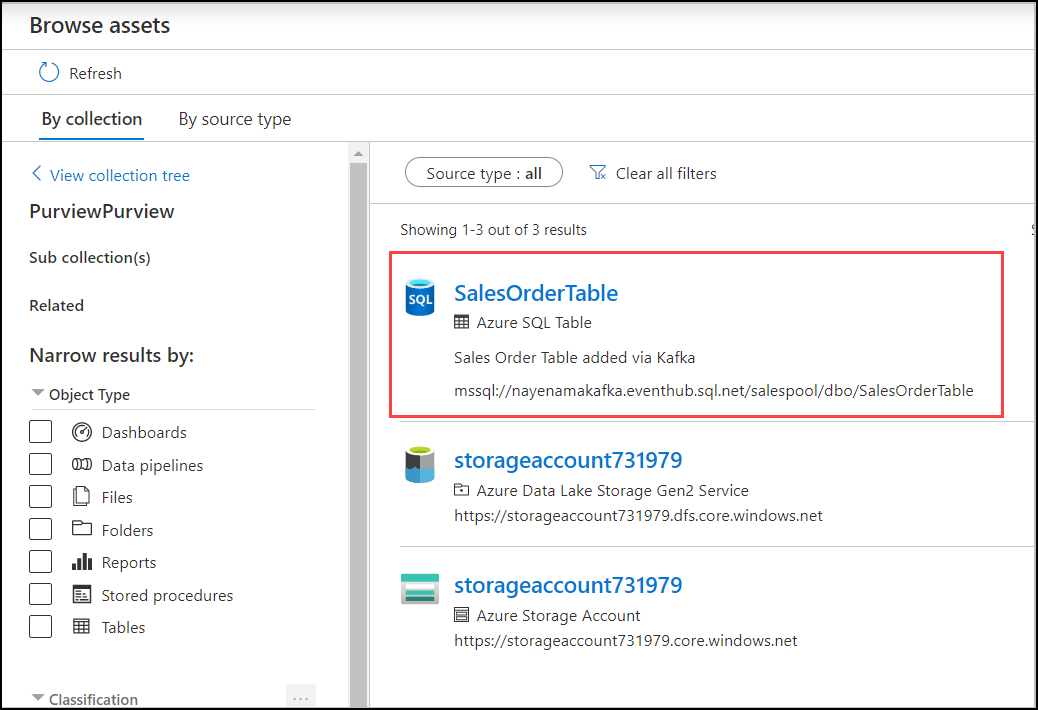 Browse assets
Refresh
By collection
By source type
View collection tree
PurviewPurview
Sub collection(s)
Related
Narrow results by:
Object Type
Dashboards
Data pipelines
Files
Folders
Reports
Stored procedures
Tables
Classification
...
Source type : all
Clear all filters
Showing 1-3 out of 3 results
SQL
SalesOrderTable
Azure SQL Table
Sales Order Table added via Kafka
mssql://nayenamakafka.eventhub.sql.net/salespool/dbo/SalesOrderTable
storageaccount731979
Azure Data Lake Storage Gen2 Service
https://storageaccount731979.dfs.core.windows.net
storageaccount731979
Azure Storage Account
https://storageaccount731979.core.windows.net